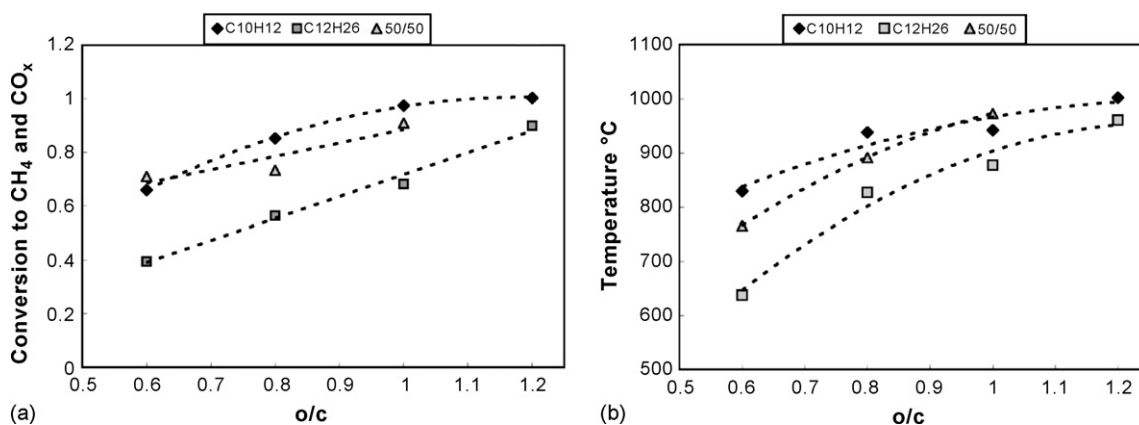 C10H12 C12H26 50/50
1.2
1
0.8
0.6
0.4
0.2
0
Conversion to CH4 and COx
0.5 0.6 0.7 0.8 0.9 1 1.1 1.2
(a) o/c
C10H12 C12H26 50/50
1100
1000
900
800
700
600
500
Temperature °C
0.5 0.6 0.7 0.8 0.9 1 1.1 1.2
(b) o/c